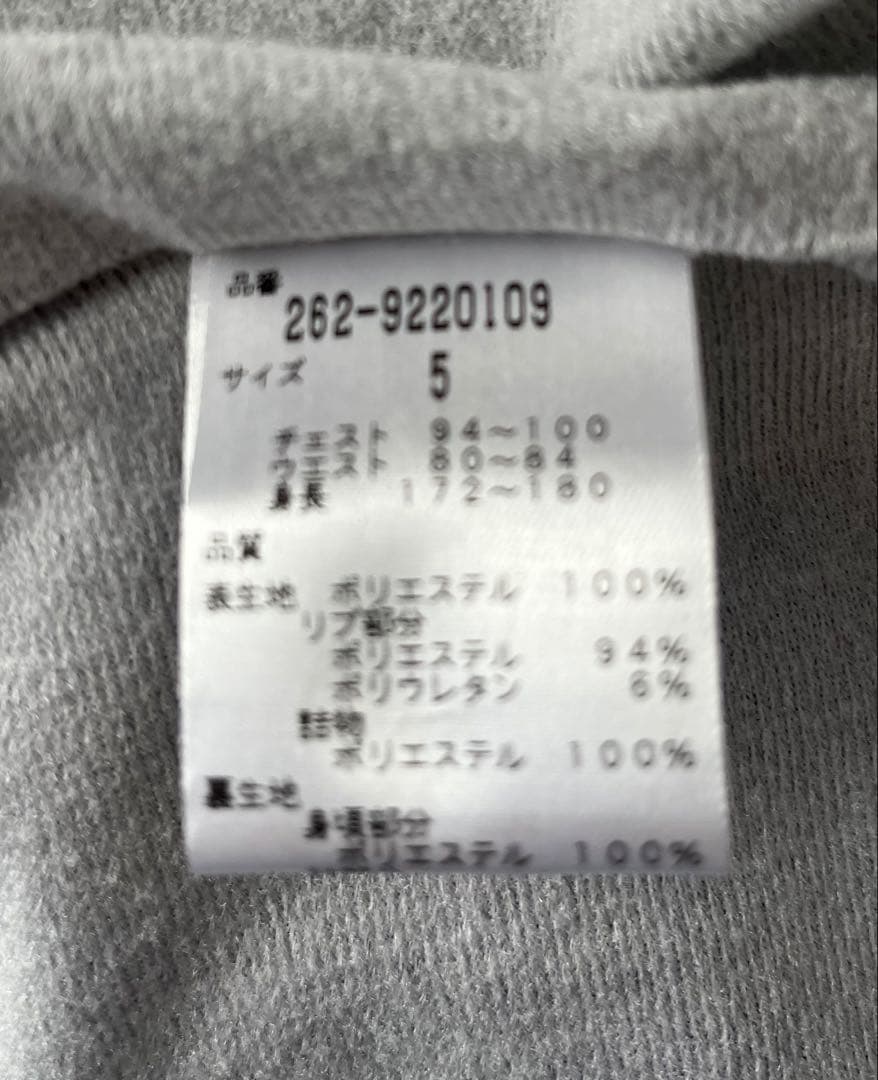 品番
262-9220109
サイズ 5
チェスト 94~100
ウエスト 80~84
身長 172~180
品質
表生地 ポリエステル 100%
リブ部分
ポリエステル 94%
ポリウレタン 6%
詰物
ポリエステル 100%
裏生地
身頃部分
ポリエステル 100%